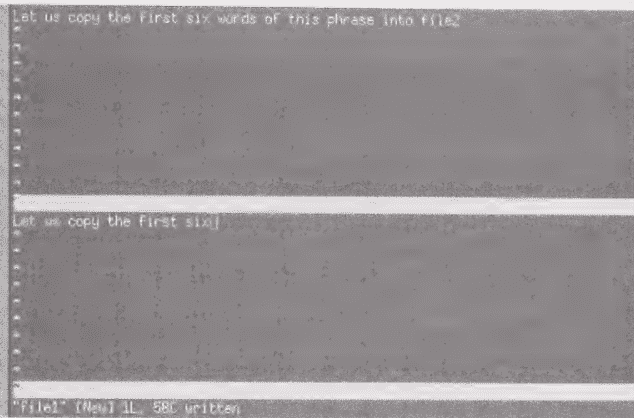 Let us copy the first six words of this phrase into file2
Let us copy the first six
"file1" [New] 1L, 58C written